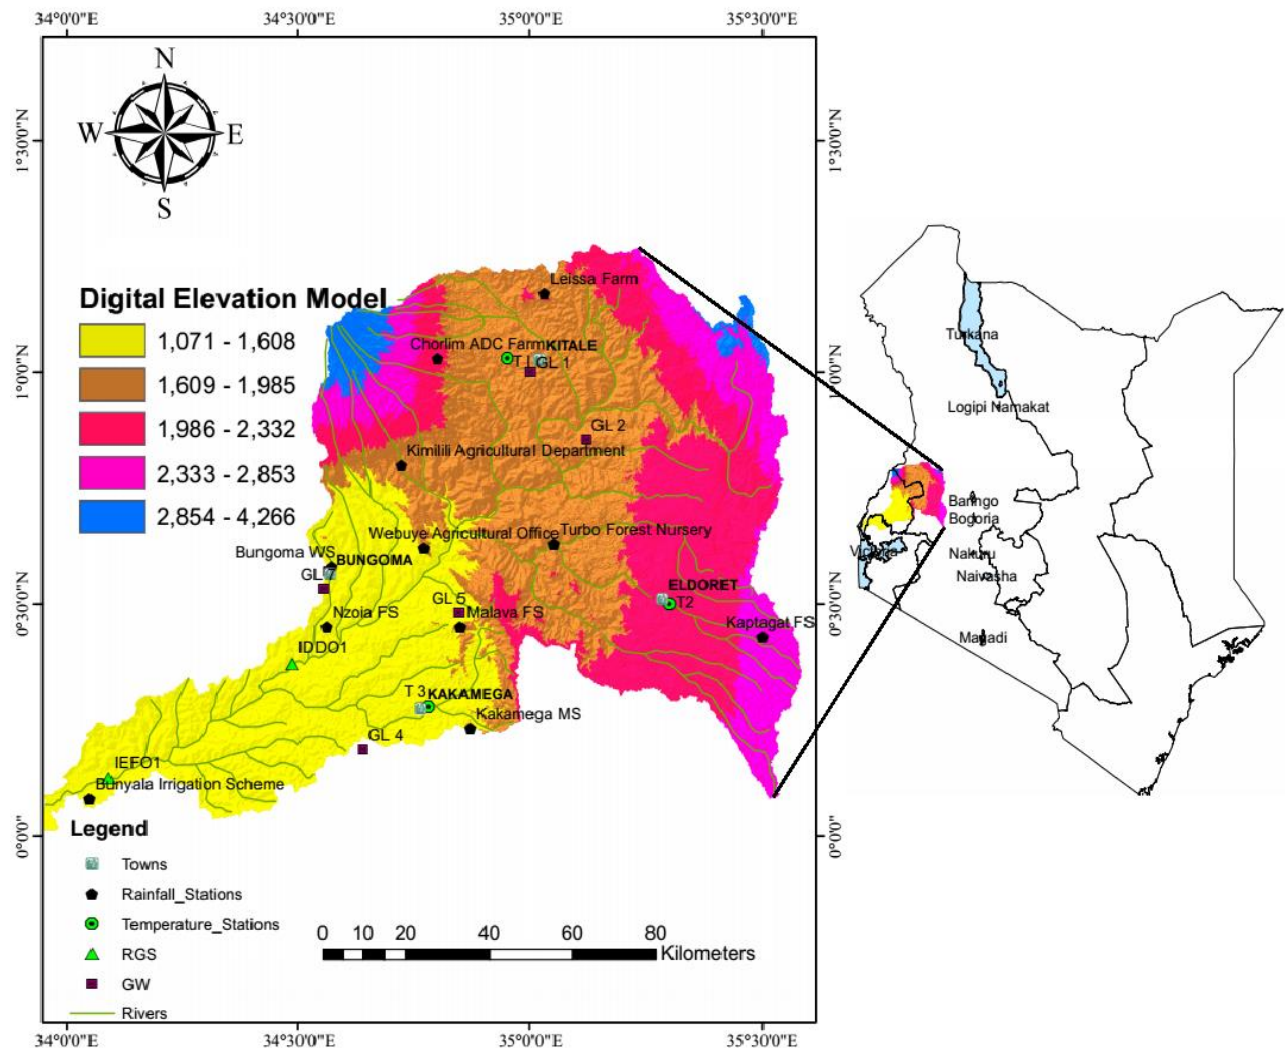 34°0'0"E 34°30'0"E 35°0'0"E 35°30'0"E
N
W E
S
1°30'0"N 1°30'0"N
Digital Elevation Model
1,071 - 1,608
1,609 - 1,985
1,986 - 2,332
2,333 - 2,853
2,854 - 4,266
Leissa Farm
Chorlim ADC Farm KITALE
T1 GL 1
1°0'0"N 1°0'0"N
GL 2
Kimilili Agricultural Department
Webuye Agricultural Office Turbo Forest Nursery
Bungoma WS BUNGOMA
GL
ELDORET
T2
GL 5 Malava FS
Nzoia FS
Kaptagat FS
0°30'0"N 0°30'0"N
IDDO1
T 3 KAKAMEGA
Kakamega MS
GL 4
IEFO1
Bunyala Irrigation Scheme
0°0'0" 0°0'0"
Legend
Towns
Rainfall_Stations
Temperature_Stations
RGS
GW
Rivers
0 10 20 40 60 80
Kilometers
34°0'0"E 34°30'0"E 35°0'0"E 35°30'0"E
Turkana
Logipi Namakat
Baringo
Bogoria
Victoria
Nakuru
Naivasha
Magadi